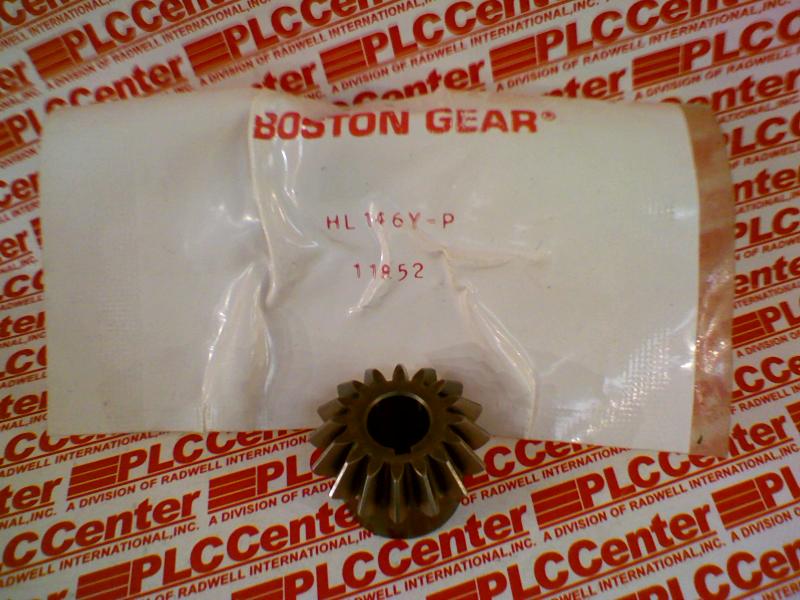 BOSTON GEAR®
HL146Y-P
11852
PLCCenter
A DIVISION OF RADWELL INTERNATIONAL,INC.